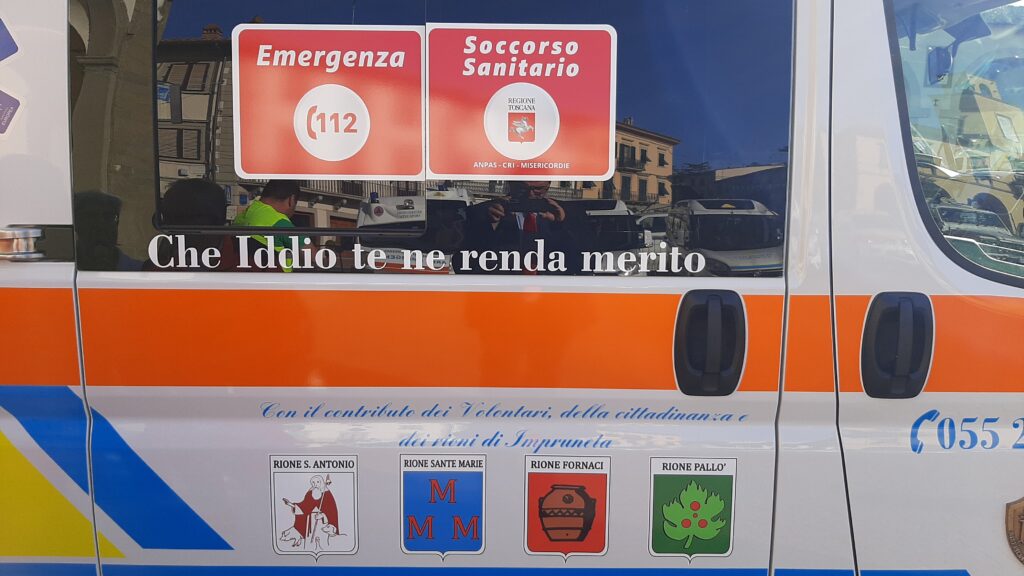 Emergenza
112
Soccorso
Sanitario
REGIONE
TOSCANA
ANPAS - CRI - MISERICORDIE
Che Iddio te ne renda merito
Con il contributo dei Volontari, della cittadinanza e
dei rioni di Impruneta
055 2
RIONE S. ANTONIO
RIONE SANTE MARIE
RIONE FORNACI
RIONE PALLO'
M
M M